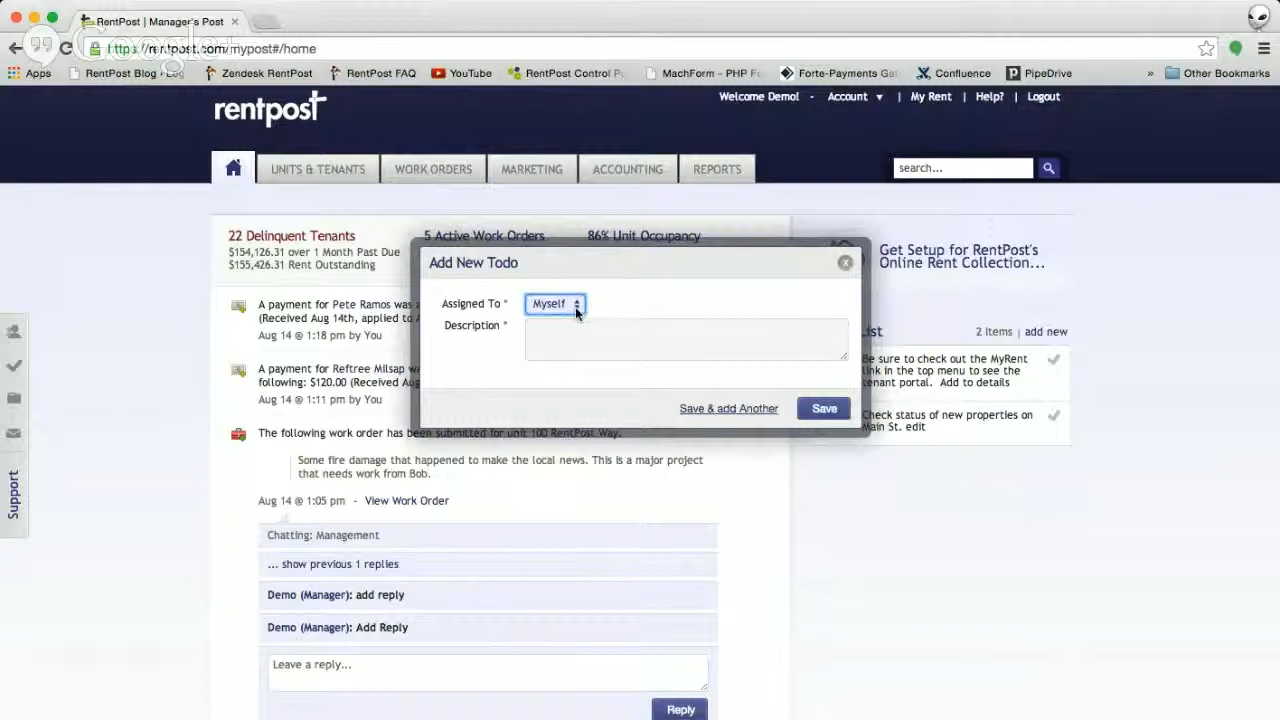 RentPost | Manager's Post
Google+
https://rentpost.com/mypost#/home
Apps
RentPost Blog
Zendesk RentPost
RentPost FAQ
YouTube
RentPost Control
MachForm - PHP F
Forte-Payments Gat
Confluence
PipeDrive
» Other Bookmarks
rentpost
Welcome Demo! - Account ▼ | My Rent | Help? | Logout
UNITS & TENANTS
WORK ORDERS
MARKETING
ACCOUNTING
REPORTS
search...
22 Delinquent Tenants
$154,126.31 over 1 Month Past Due
$155,426.31 Rent Outstanding
5 Active Work Orders
86% Unit Occupancy
Get Setup for RentPost's
Online Rent Collection...
Add New Todo
Assigned To * Myself
Description *
Save & add Another
Save
A payment for Pete Ramos was
(Received Aug 14th, applied to
Aug 14 @ 1:18 pm by You
A payment for Reftree Milsap
following: $120.00 (Received Aug
Aug 14 @ 1:11 pm by You
The following work order has been submitted for unit 100 RentPost Way.
Some fire damage that happened to make the local news. This is a major project
that needs work from Bob.
Aug 14 @ 1:05 pm - View Work Order
Chatting: Management
... show previous 1 replies
Demo (Manager): add reply
Demo (Manager): Add Reply
Leave a reply...
Reply
2 Items | add new
Be sure to check out the MyRent
link in the top menu to see the
tenant portal. Add to details
Check status of new properties on
Main St. edit
Support